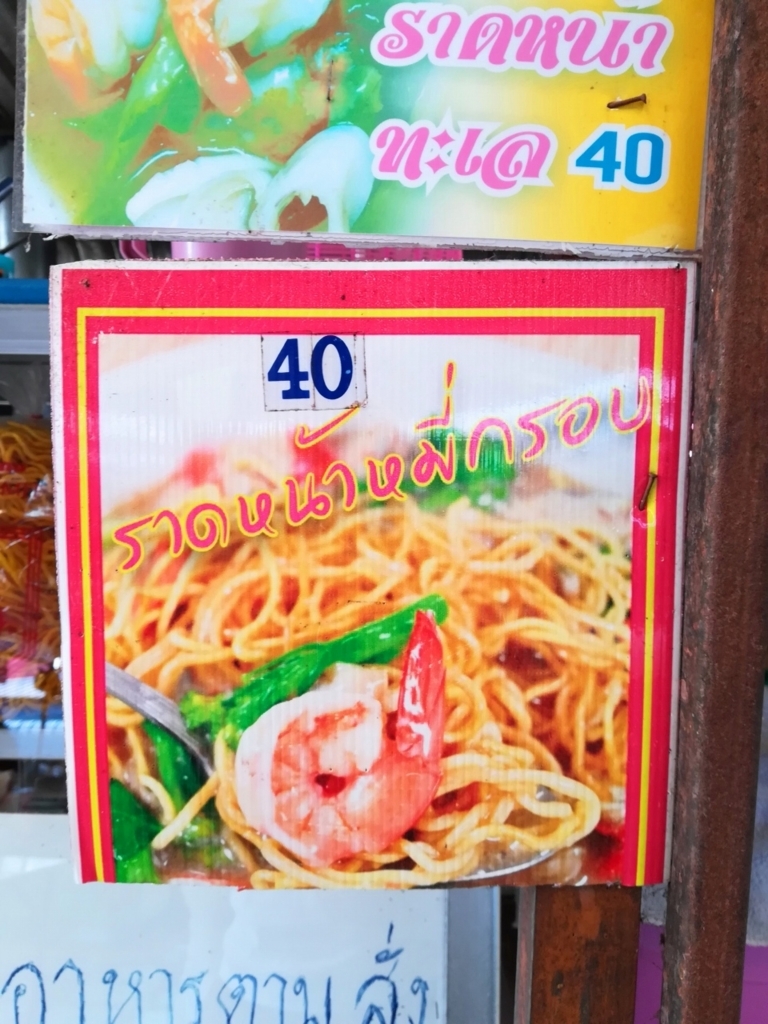 ราดหน้า
ทะเล 40
40
ราดหน้าหมี่กรอบ
อาหารตามสั่ง